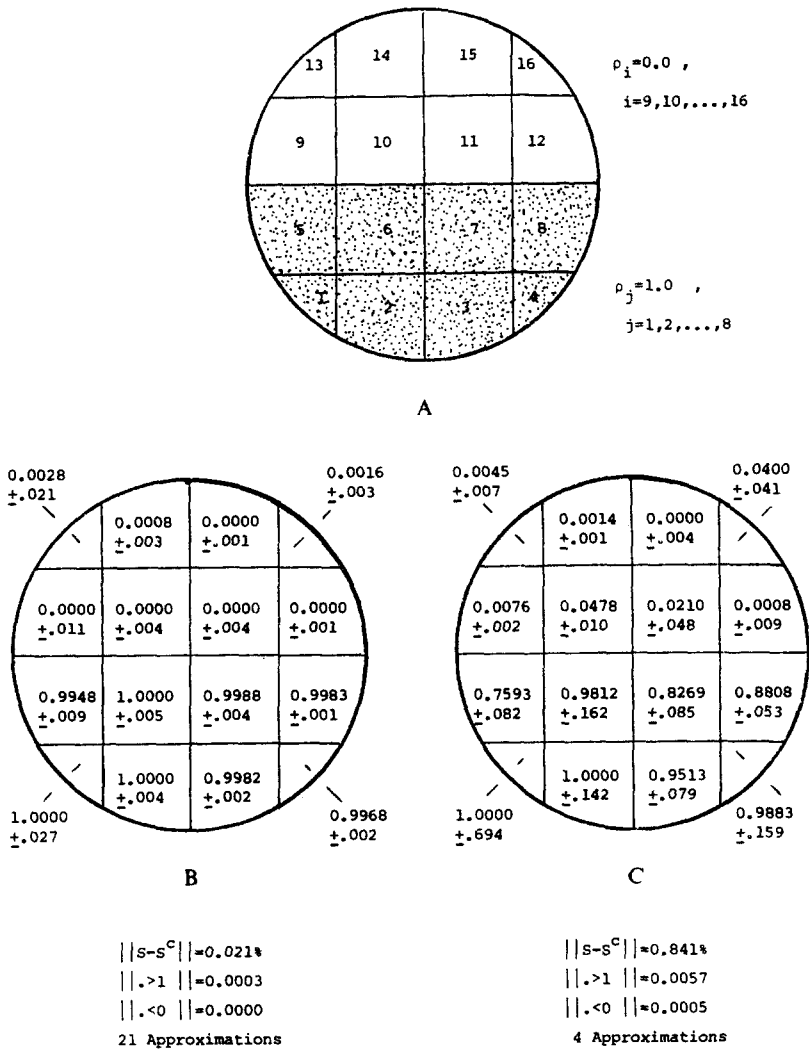 13 14 15 16
ρi=0.0 ,
i=9,10,...,16
9 10 11 12
5 6 7 8
ρj=1.0 ,
j=1,2,...,8
1 2 3 4
A
0.0028
±.021
0.0016
±.003
0.0008 0.0000
±.003 ±.001
0.0000 0.0000 0.0000 0.0000
±.011 ±.004 ±.004 ±.001
0.9948 1.0000 0.9988 0.9983
±.009 ±.005 ±.004 ±.001
1.0000 0.9982
±.004 ±.002
1.0000
±.027
0.9968
±.002
B
||S-S^C||=0.021%
||.>1 ||=0.0003
||.<0 ||=0.0000
21 Approximations
0.0045
±.007
0.0400
±.041
0.0014 0.0000
±.001 ±.004
0.0076 0.0478 0.0210 0.0008
±.002 ±.010 ±.048 ±.009
0.7593 0.9812 0.8269 0.8808
±.082 ±.162 ±.085 ±.053
1.0000 0.9513
±.142 ±.079
1.0000
±.694
0.9883
±.159
C
||S-S^C||=0.841%
||.>1 ||=0.0057
||.<0 ||=0.0005
4 Approximations